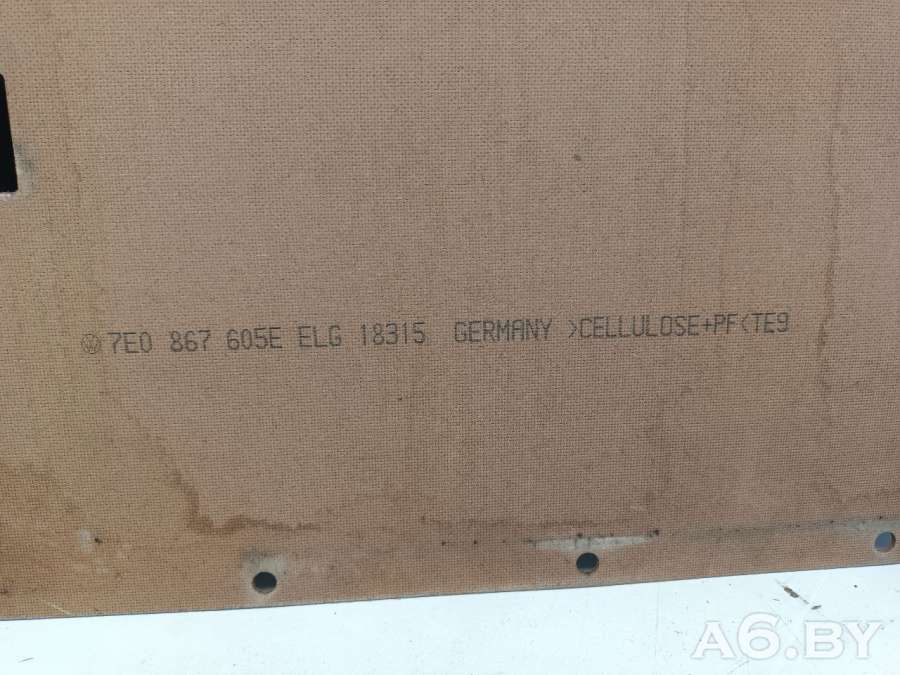 7E0 867 605E ELG 18315 GERMANY >CELLULOSE+PF<TE9
A6.BY